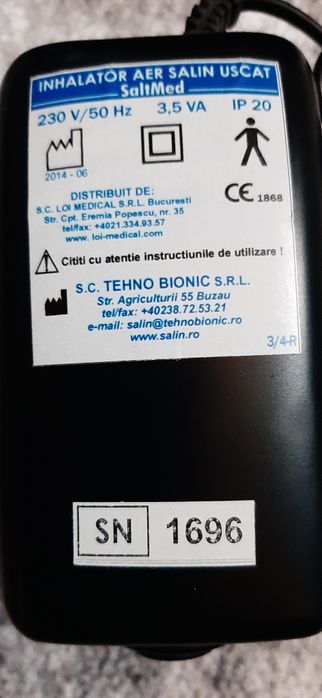 INHALATOR AER SALIN USCAT
SaltMed
230 V/50 Hz 3,5 VA IP 20
2014 - 06
DISTRIBUIT DE:
S.C. LOI MEDICAL S.R.L. Bucuresti
Str. Cpt. Eremia Popescu, nr. 35
tel/fax: +4021.334.93.57
www. loi-medical.com
CE 1868
Cititi cu atentie instructiunile de utilizare !
S.C. TEHNO BIONIC S.R.L.
Str. Agriculturii 55 Buzau
tel/fax: +40238.72.53.21
e-mail: salin@tehnobionic.ro
www.salin.ro
3/4-R
SN 1696